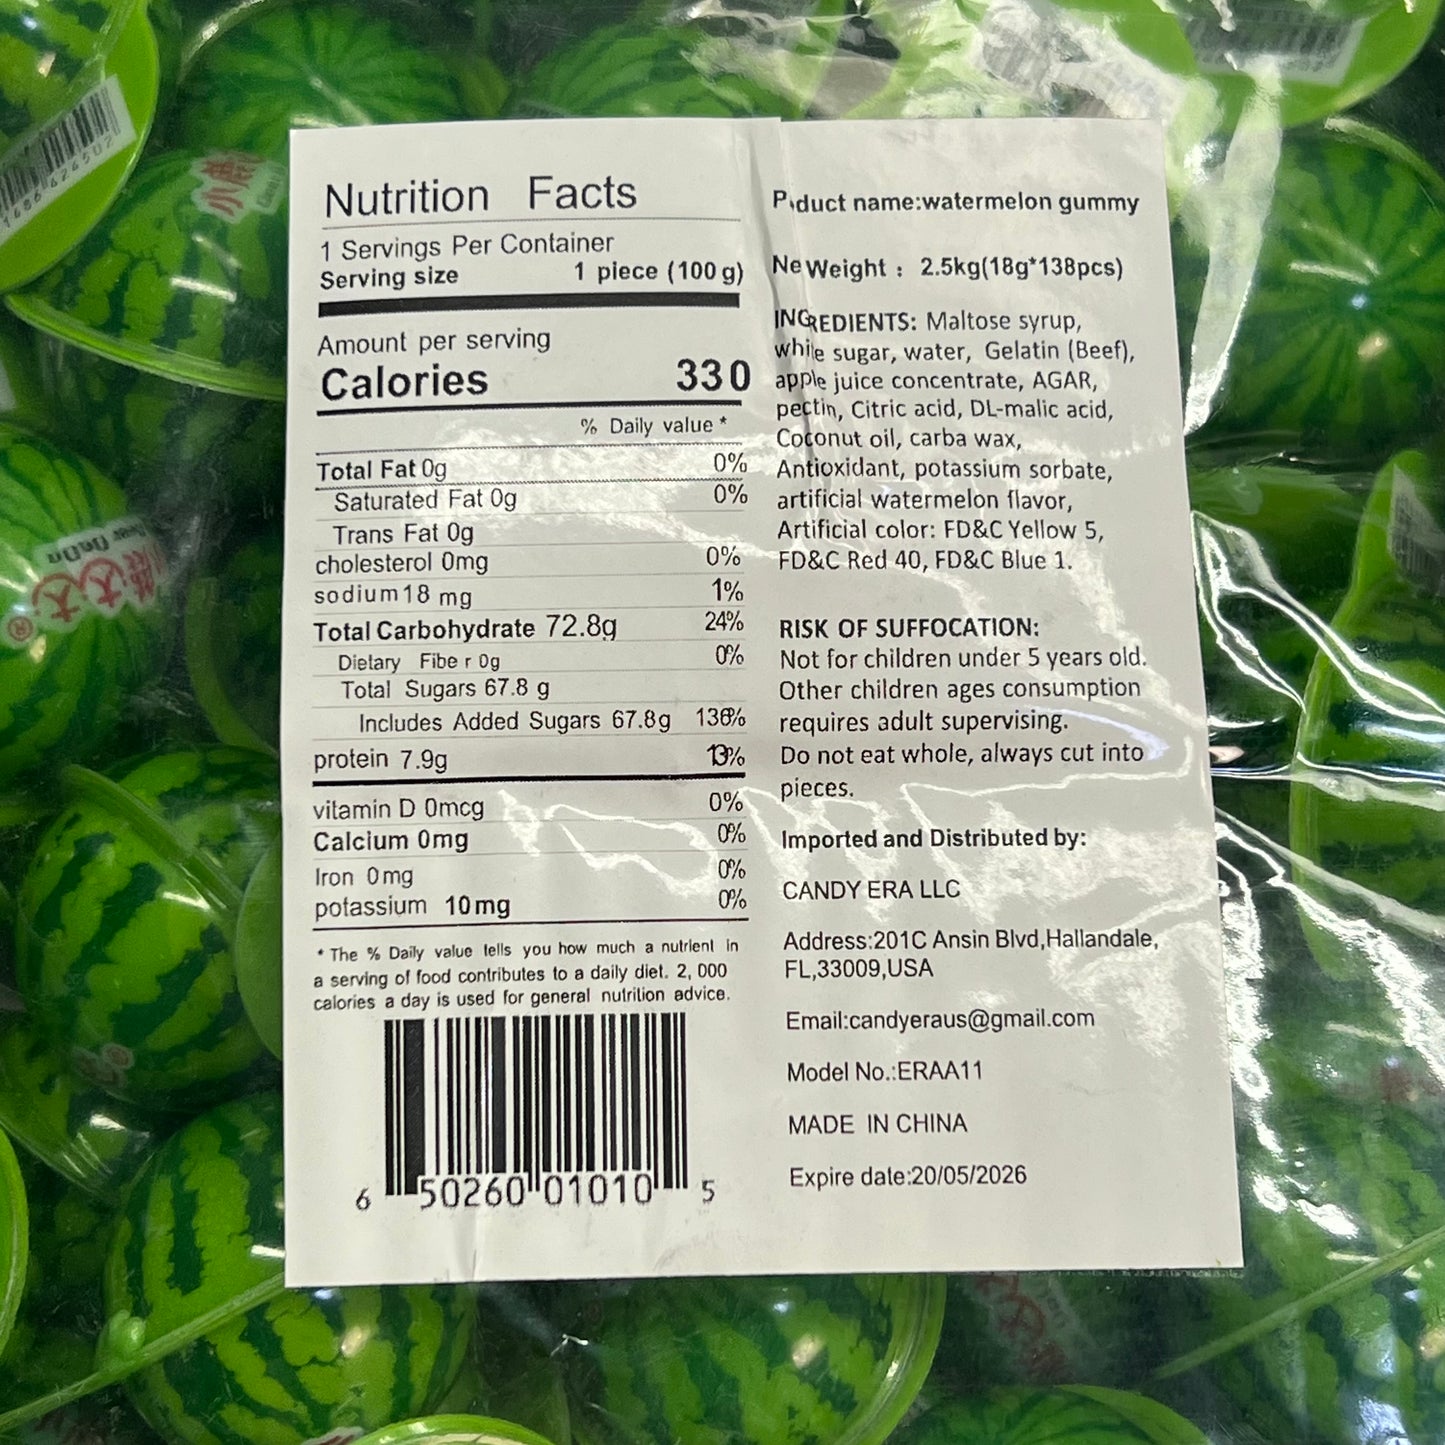 Nutrition Facts
1 Servings Per Container
Serving size 1 piece (100 g)
Amount per serving
Calories 330
% Daily value *
Total Fat 0g 0%
Saturated Fat 0g 0%
Trans Fat 0g
cholesterol 0mg 0%
sodium 18 mg 1%
Total Carbohydrate 72.8g 24%
Dietary Fibe r 0g 0%
Total Sugars 67.8 g
Includes Added Sugars 67.8g 136%
protein 7.9g 13%
vitamin D 0mcg 0%
Calcium 0mg 0%
Iron 0mg 0%
potassium 10mg 0%
* The % Daily value tells you how much a nutrient in
a serving of food contributes to a daily diet. 2, 000
calories a day is used for general nutrition advice.
6 50260 01010 5
Product name:watermelon gummy
Net Weight : 2.5kg(18g*138pcs)
INGREDIENTS: Maltose syrup,
while sugar, water, Gelatin (Beef),
apple juice concentrate, AGAR,
pectin, Citric acid, DL-malic acid,
Coconut oil, carba wax,
Antioxidant, potassium sorbate,
artificial watermelon flavor,
Artificial color: FD&C Yellow 5,
FD&C Red 40, FD&C Blue 1.
RISK OF SUFFOCATION:
Not for children under 5 years old.
Other children ages consumption
requires adult supervising.
Do not eat whole, always cut into
pieces.
Imported and Distributed by:
CANDY ERA LLC
Address:201C Ansin Blvd,Hallandale,
FL,33009,USA
Email:candyeraus@gmail.com
Model No.:ERAA11
MADE IN CHINA
Expire date:20/05/2026
小鹿